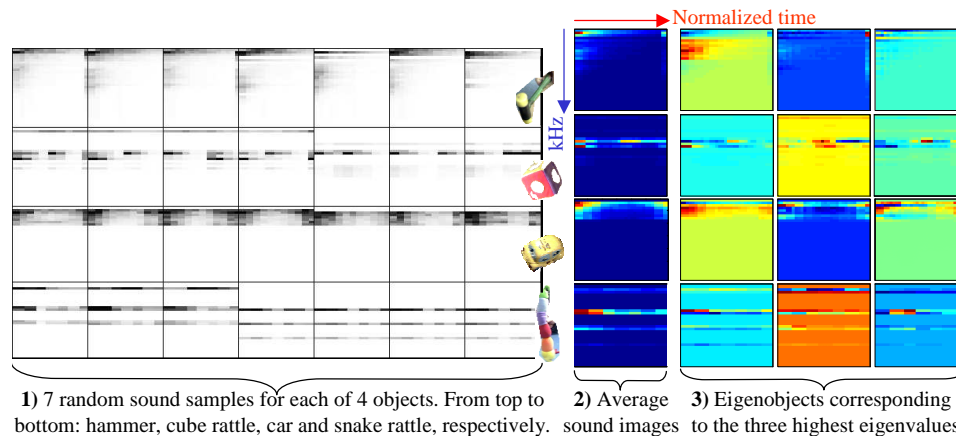 Normalized time
kHz
1) 7 random sound samples for each of 4 objects. From top to
bottom: hammer, cube rattle, car and snake rattle, respectively.
2) Average
sound images
3) Eigenobjects corresponding
to the three highest eigenvalues